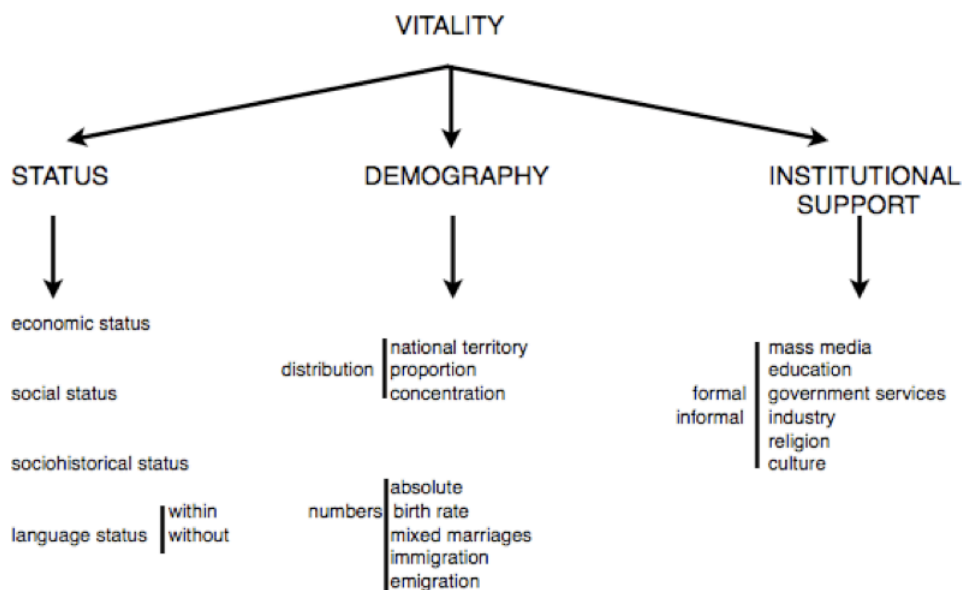 VITALITY
STATUS
DEMOGRAPHY
INSTITUTIONAL
SUPPORT
economic status
social status
sociohistorical status
language status
within
without
distribution
national territory
proportion
concentration
numbers
absolute
birth rate
mixed marriages
immigration
emigration
formal
informal
mass media
education
government services
industry
religion
culture